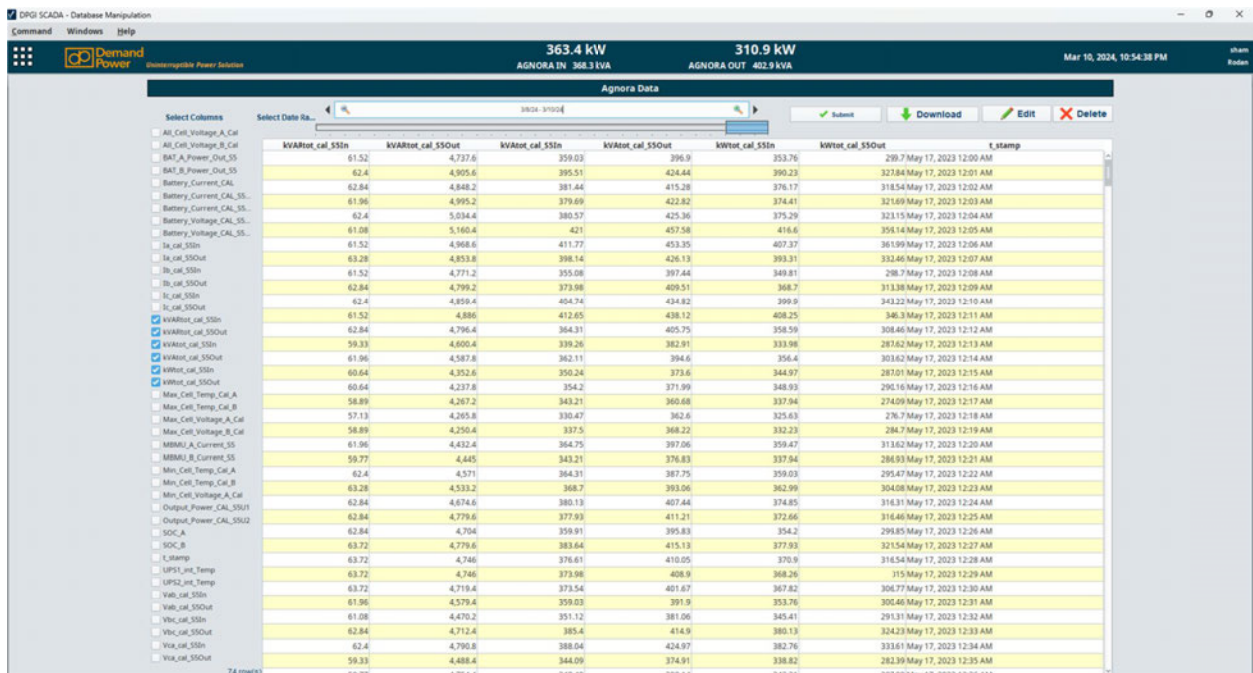 DPGI SCADA - Database Manipulation
Command Windows Help
Demand Power Uninterruptible Power Solution
363.4 kW 310.9 kW
AGNORA IN 368.3 kVA AGNORA OUT 402.9 kVA
Mar 10, 2024, 10:54:38 PM
sham
Rodan
Agnora Data
Select Columns Select Date Ra... 3/8/24 - 3/10/24 Submit Download Edit Delete
All_Cell_Voltage_A_Cal
All_Cell_Voltage_B_Cal
BAT_A_Power_Out_S5
BAT_B_Power_Out_S5
Battery_Current_CAL
Battery_Current_CAL_S5...
Battery_Voltage_CAL_S5...
Battery_Voltage_CAL_S5...
Ia_cal_S5In
Ia_cal_S5Out
Ib_cal_S5In
Ib_cal_S5Out
Ic_cal_S5In
Ic_cal_S5Out
kVARtot_cal_S5In
kVARtot_cal_S5Out
kVAtot_cal_S5In
kVAtot_cal_S5Out
kWtot_cal_S5In
kWtot_cal_S5Out
Max_Cell_Temp_Cal_A
Max_Cell_Temp_Cal_B
Max_Cell_Voltage_A_Cal
Max_Cell_Voltage_B_Cal
MBMU_A_Current_S5
MBMU_B_Current_S5
Min_Cell_Temp_Cal_A
Min_Cell_Temp_Cal_B
Min_Cell_Voltage_A_Cal
Output_Power_CAL_S5U1
Output_Power_CAL_S5U2
SOC_A
SOC_B
t_stamp
UPS1_int_Temp
UPS2_int_Temp
Vab_cal_S5In
Vab_cal_S5Out
Vbc_cal_S5In
Vbc_cal_S5Out
Vca_cal_S5In
Vca_cal_S5Out
kVARtot_cal_S5In kVARtot_cal_S5Out kVAtot_cal_S5In kVAtot_cal_S5Out kWtot_cal_S5In kWtot_cal_S5Out t_stamp
61.52 4,737.6 359.03 396.9 353.76 299.7 May 17, 2023 12:00 AM
62.4 4,905.6 395.51 424.44 390.23 327.84 May 17, 2023 12:01 AM
62.84 4,848.2 381.44 415.28 376.17 318.54 May 17, 2023 12:02 AM
61.96 4,995.2 379.69 422.82 374.41 321.69 May 17, 2023 12:03 AM
62.4 5,034.4 380.57 425.36 375.29 323.15 May 17, 2023 12:04 AM
61.08 5,160.4 421 457.58 416.6 359.14 May 17, 2023 12:05 AM
61.52 4,968.6 411.77 453.35 407.37 361.99 May 17, 2023 12:06 AM
63.28 4,853.8 398.14 426.13 393.31 332.46 May 17, 2023 12:07 AM
61.52 4,771.2 355.08 397.44 349.81 298.7 May 17, 2023 12:08 AM
62.84 4,799.2 373.98 409.51 368.7 313.38 May 17, 2023 12:09 AM
62.4 4,859.4 404.74 434.82 399.9 343.22 May 17, 2023 12:10 AM
61.52 4,886 412.65 438.12 408.25 346.3 May 17, 2023 12:11 AM
62.84 4,796.4 364.31 405.75 358.59 308.46 May 17, 2023 12:12 AM
59.33 4,600.4 339.26 382.91 333.98 287.62 May 17, 2023 12:13 AM
61.96 4,587.8 362.11 394.6 356.4 303.62 May 17, 2023 12:14 AM
60.64 4,352.6 350.24 373.6 344.97 287.01 May 17, 2023 12:15 AM
60.64 4,237.8 354.2 371.99 348.93 290.16 May 17, 2023 12:16 AM
58.89 4,267.2 343.21 360.68 337.94 274.09 May 17, 2023 12:17 AM
57.13 4,265.8 330.47 362.6 325.63 276.7 May 17, 2023 12:18 AM
58.89 4,250.4 337.5 368.22 332.23 284.7 May 17, 2023 12:19 AM
61.96 4,432.4 364.75 397.06 359.47 313.62 May 17, 2023 12:20 AM
59.77 4,445 343.21 376.83 337.94 286.93 May 17, 2023 12:21 AM
62.4 4,571 364.31 387.75 359.03 295.47 May 17, 2023 12:22 AM
63.28 4,533.2 368.7 393.06 362.99 304.08 May 17, 2023 12:23 AM
62.84 4,674.6 380.13 407.44 374.85 316.31 May 17, 2023 12:24 AM
62.84 4,779.6 377.93 411.21 372.66 316.46 May 17, 2023 12:25 AM
62.84 4,704 359.91 395.83 354.2 299.85 May 17, 2023 12:26 AM
63.72 4,779.6 383.64 415.13 377.93 321.54 May 17, 2023 12:27 AM
63.72 4,746 376.61 410.05 370.9 316.54 May 17, 2023 12:28 AM
63.72 4,746 373.98 408.9 368.26 315 May 17, 2023 12:29 AM
63.72 4,719.4 373.54 401.67 367.82 306.77 May 17, 2023 12:30 AM
61.96 4,579.4 359.03 391.9 353.76 300.46 May 17, 2023 12:31 AM
61.08 4,470.2 351.12 381.06 345.41 291.31 May 17, 2023 12:32 AM
62.84 4,712.4 385.4 414.9 380.13 324.23 May 17, 2023 12:33 AM
62.4 4,790.8 388.04 424.97 382.76 333.61 May 17, 2023 12:34 AM
59.33 4,488.4 344.09 374.91 338.82 282.39 May 17, 2023 12:35 AM